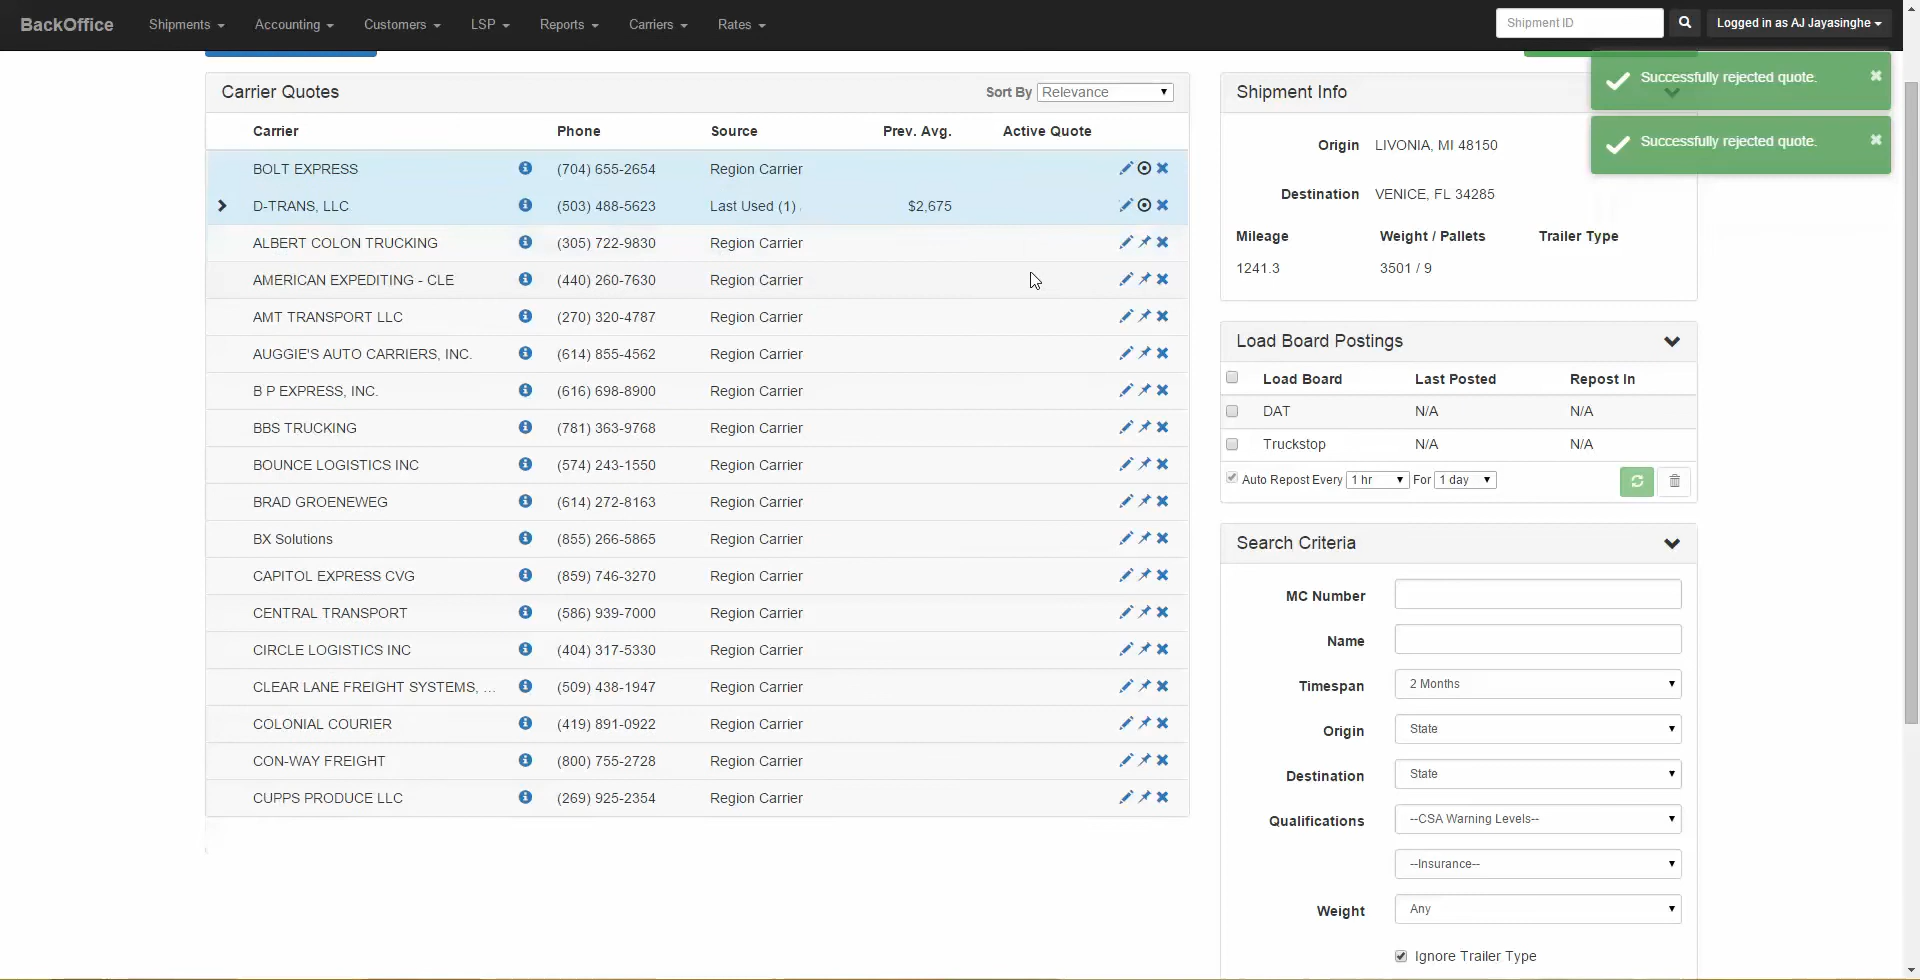 BackOffice Shipments Accounting Customers LSP Reports Carriers Rates Shipment ID Logged in as AJ Jayasinghe
Successfully rejected quote.
Successfully rejected quote.
Carrier Quotes Sort By Relevance
Carrier Phone Source Prev. Avg. Active Quote
BOLT EXPRESS (704) 655-2654 Region Carrier
D-TRANS, LLC (503) 488-5623 Last Used (1) $2,675
ALBERT COLON TRUCKING (305) 722-9830 Region Carrier
AMERICAN EXPEDITING - CLE (440) 260-7630 Region Carrier
AMT TRANSPORT LLC (270) 320-4787 Region Carrier
AUGGIE'S AUTO CARRIERS, INC. (614) 855-4562 Region Carrier
B P EXPRESS, INC. (616) 698-8900 Region Carrier
BBS TRUCKING (781) 363-9768 Region Carrier
BOUNCE LOGISTICS INC (574) 243-1550 Region Carrier
BRAD GROENEWEG (614) 272-8163 Region Carrier
BX Solutions (855) 266-5865 Region Carrier
CAPITOL EXPRESS CVG (859) 746-3270 Region Carrier
CENTRAL TRANSPORT (586) 939-7000 Region Carrier
CIRCLE LOGISTICS INC (404) 317-5330 Region Carrier
CLEAR LANE FREIGHT SYSTEMS, ... (509) 438-1947 Region Carrier
COLONIAL COURIER (419) 891-0922 Region Carrier
CON-WAY FREIGHT (800) 755-2728 Region Carrier
CUPPS PRODUCE LLC (269) 925-2354 Region Carrier
Shipment Info
Origin LIVONIA, MI 48150
Destination VENICE, FL 34285
Mileage Weight / Pallets Trailer Type
1241.3 3501 / 9
Load Board Postings
Load Board Last Posted Repost In
DAT N/A N/A
Truckstop N/A N/A
Auto Repost Every 1 hr For 1 day
Search Criteria
MC Number
Name
Timespan 2 Months
Origin State
Destination State
Qualifications --CSA Warning Levels--
--Insurance--
Weight Any
Ignore Trailer Type